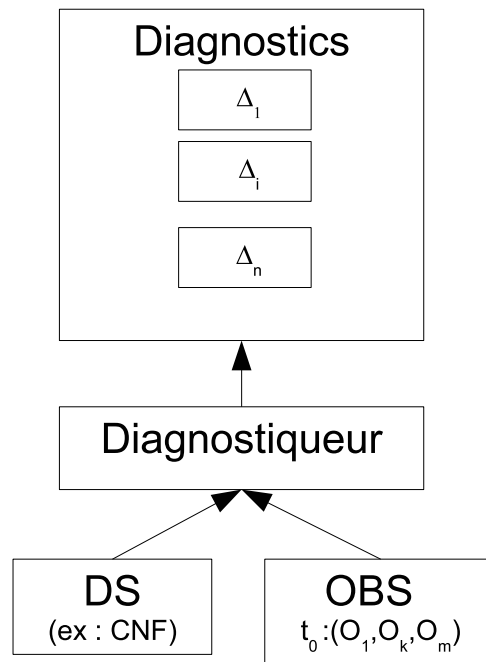 Diagnostics
Δ₁
Δᵢ
Δₙ
Diagnostiqueur
DS
(ex : CNF)
OBS
t₀:(O₁,Oₖ,Oₘ)